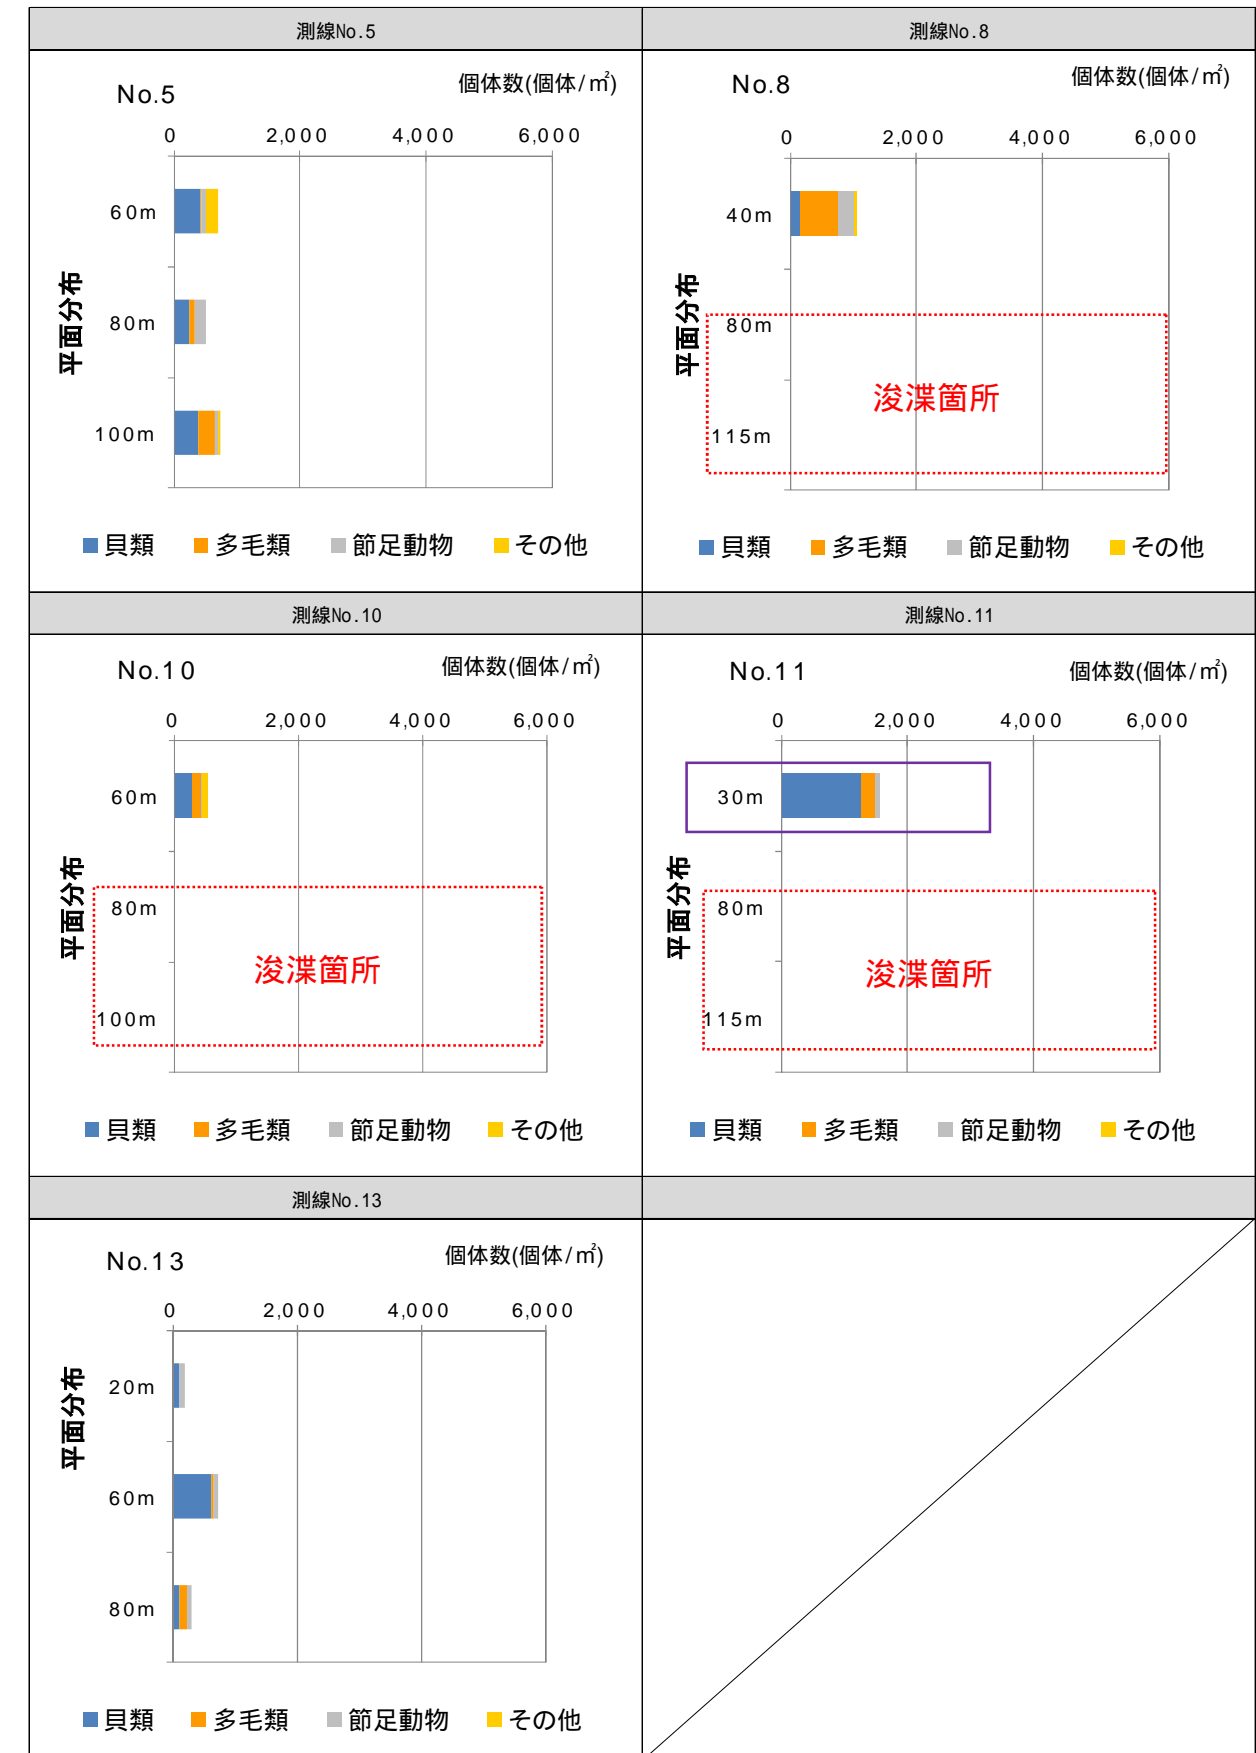 測線No.5
測線No.8
No.5
個体数(個体/㎡)
0 2,000 4,000 6,000
60m
80m
100m
平面分布
貝類 多毛類 節足動物 その他
No.8
個体数(個体/㎡)
0 2,000 4,000 6,000
40m
80m
115m
平面分布
浚渫箇所
貝類 多毛類 節足動物 その他
測線No.10
測線No.11
No.10
個体数(個体/㎡)
0 2,000 4,000 6,000
60m
80m
100m
平面分布
浚渫箇所
貝類 多毛類 節足動物 その他
No.11
個体数(個体/㎡)
0 2,000 4,000 6,000
30m
80m
115m
平面分布
浚渫箇所
貝類 多毛類 節足動物 その他
測線No.13
No.13
個体数(個体/㎡)
0 2,000 4,000 6,000
20m
60m
80m
平面分布
貝類 多毛類 節足動物 その他